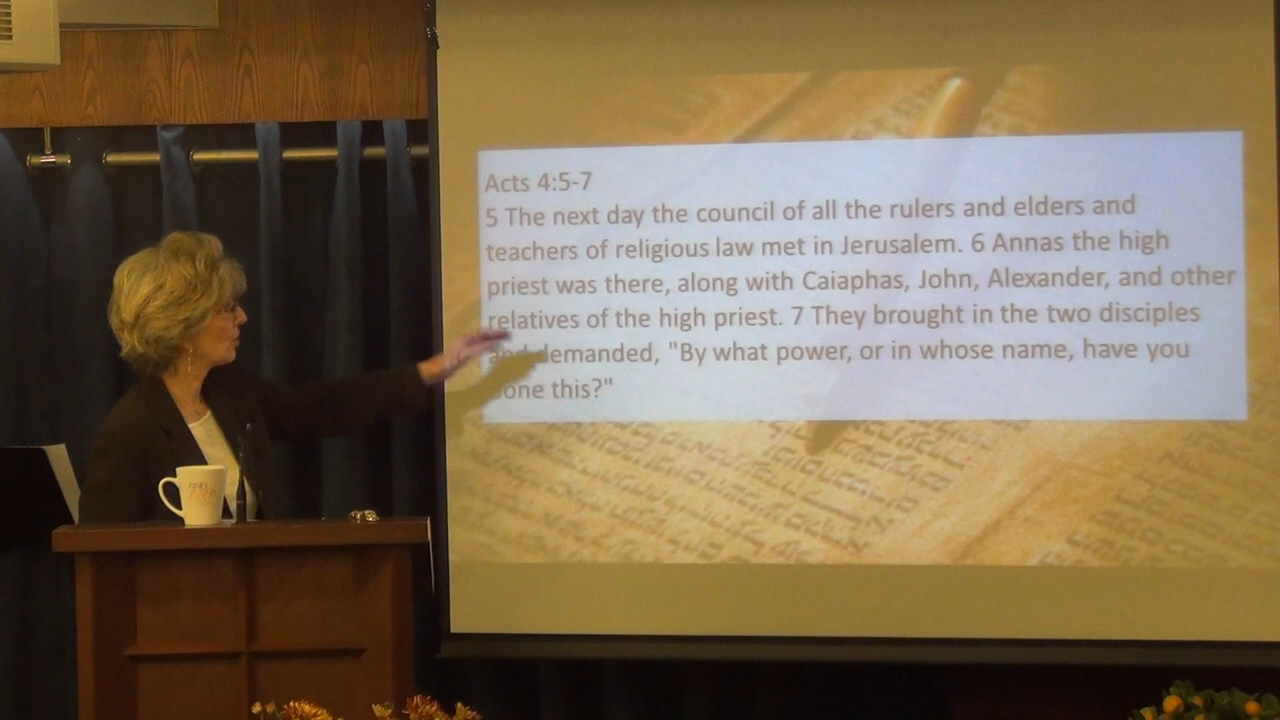 Acts 4:5-7
5 The next day the council of all the rulers and elders and
teachers of religious law met in Jerusalem. 6 Annas the high
priest was there, along with Caiaphas, John, Alexander, and other
relatives of the high priest. 7 They brought in the two disciples
and demanded, "By what power, or in whose name, have you
one this?"